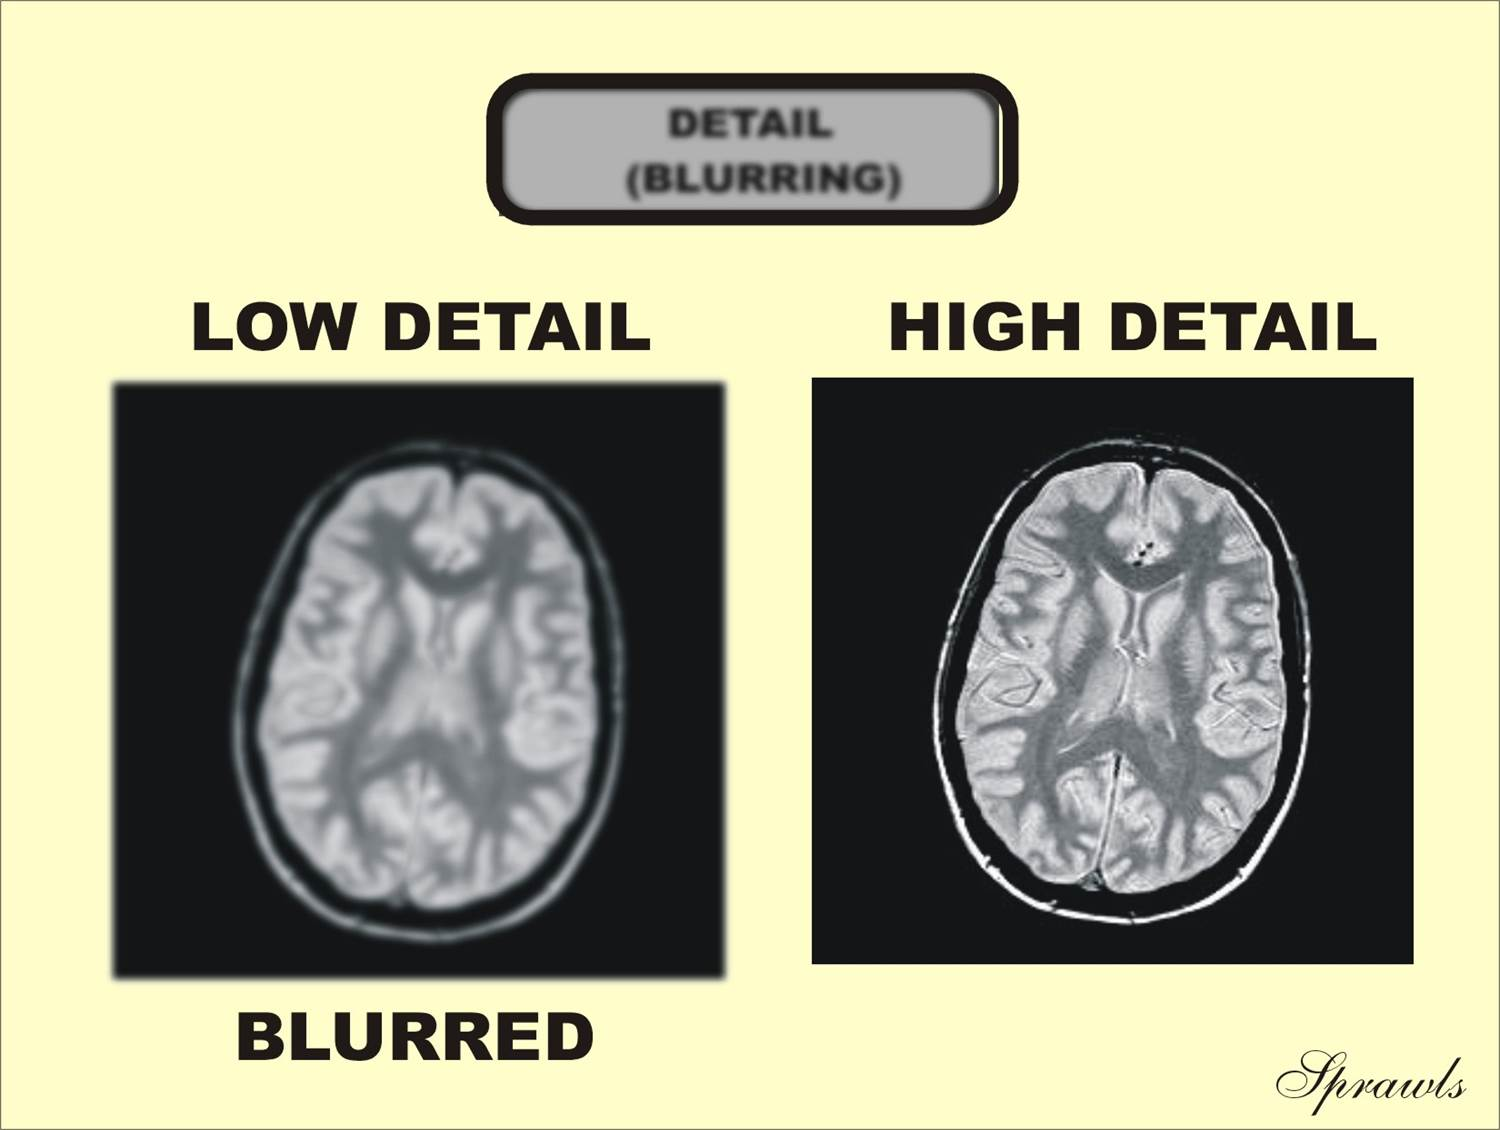 DETAIL
(BLURRING)
LOW DETAIL
HIGH DETAIL
BLURRED
Sprawls